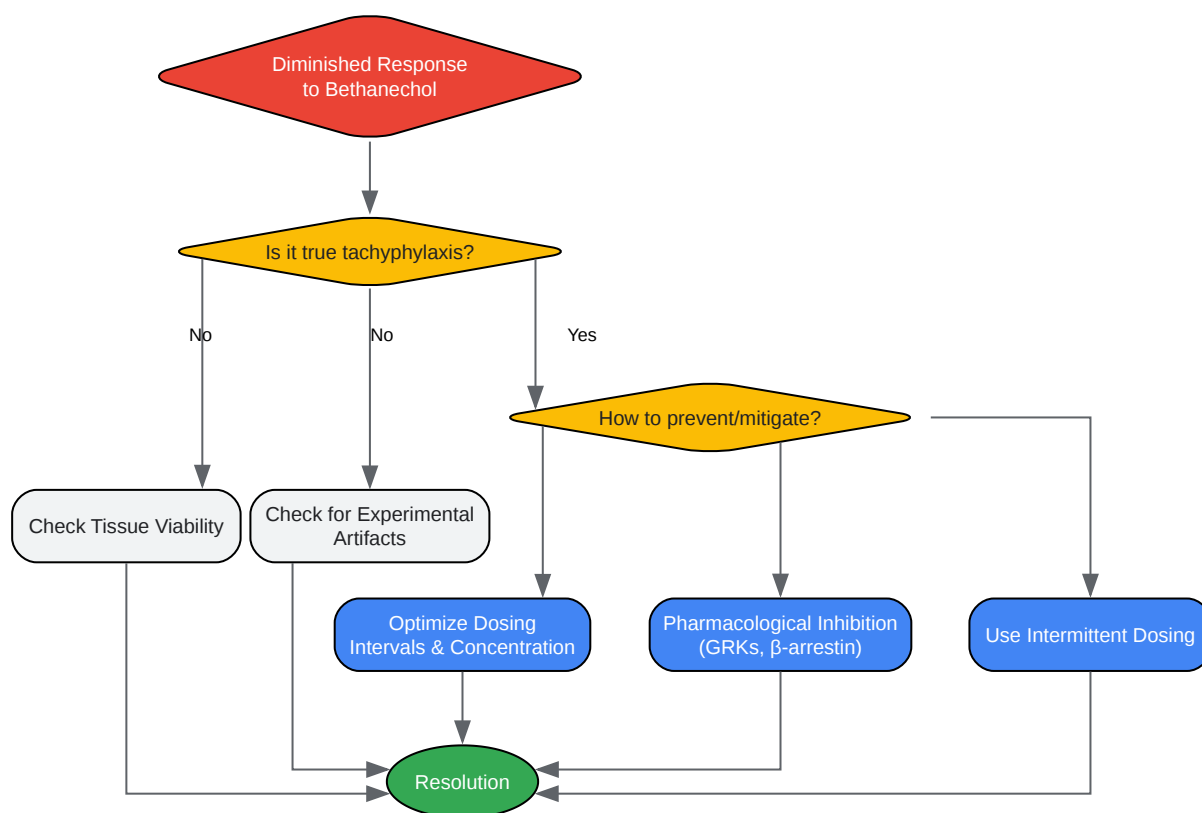 Diminished Response
to Bethanechol
Is it true tachyphylaxis?
No
No
Yes
How to prevent/mitigate?
Check Tissue Viability
Check for Experimental
Artifacts
Optimize Dosing
Intervals & Concentration
Pharmacological Inhibition
(GRKs, β-arrestin)
Use Intermittent Dosing
Resolution